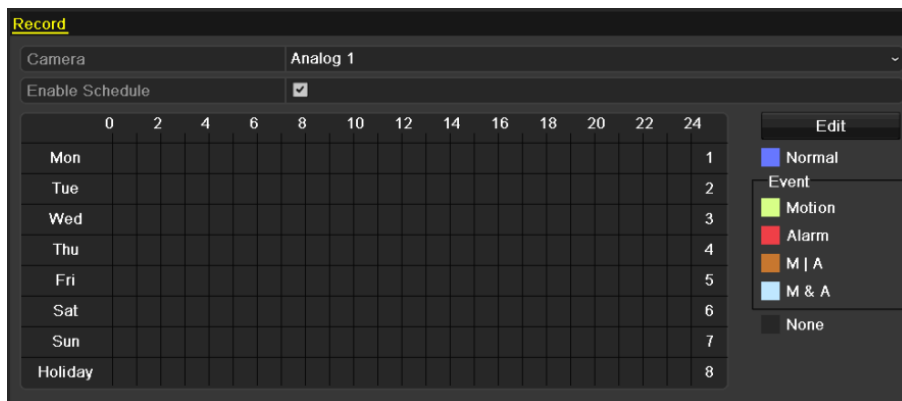 Record
Camera Analog 1
Enable Schedule
0 2 4 6 8 10 12 14 16 18 20 22 24
Edit
Mon 1
Normal
Tue 2
Event
Wed 3
Motion
Thu 4
Alarm
Fri 5
M | A
Sat 6
M & A
Sun 7
None
Holiday 8